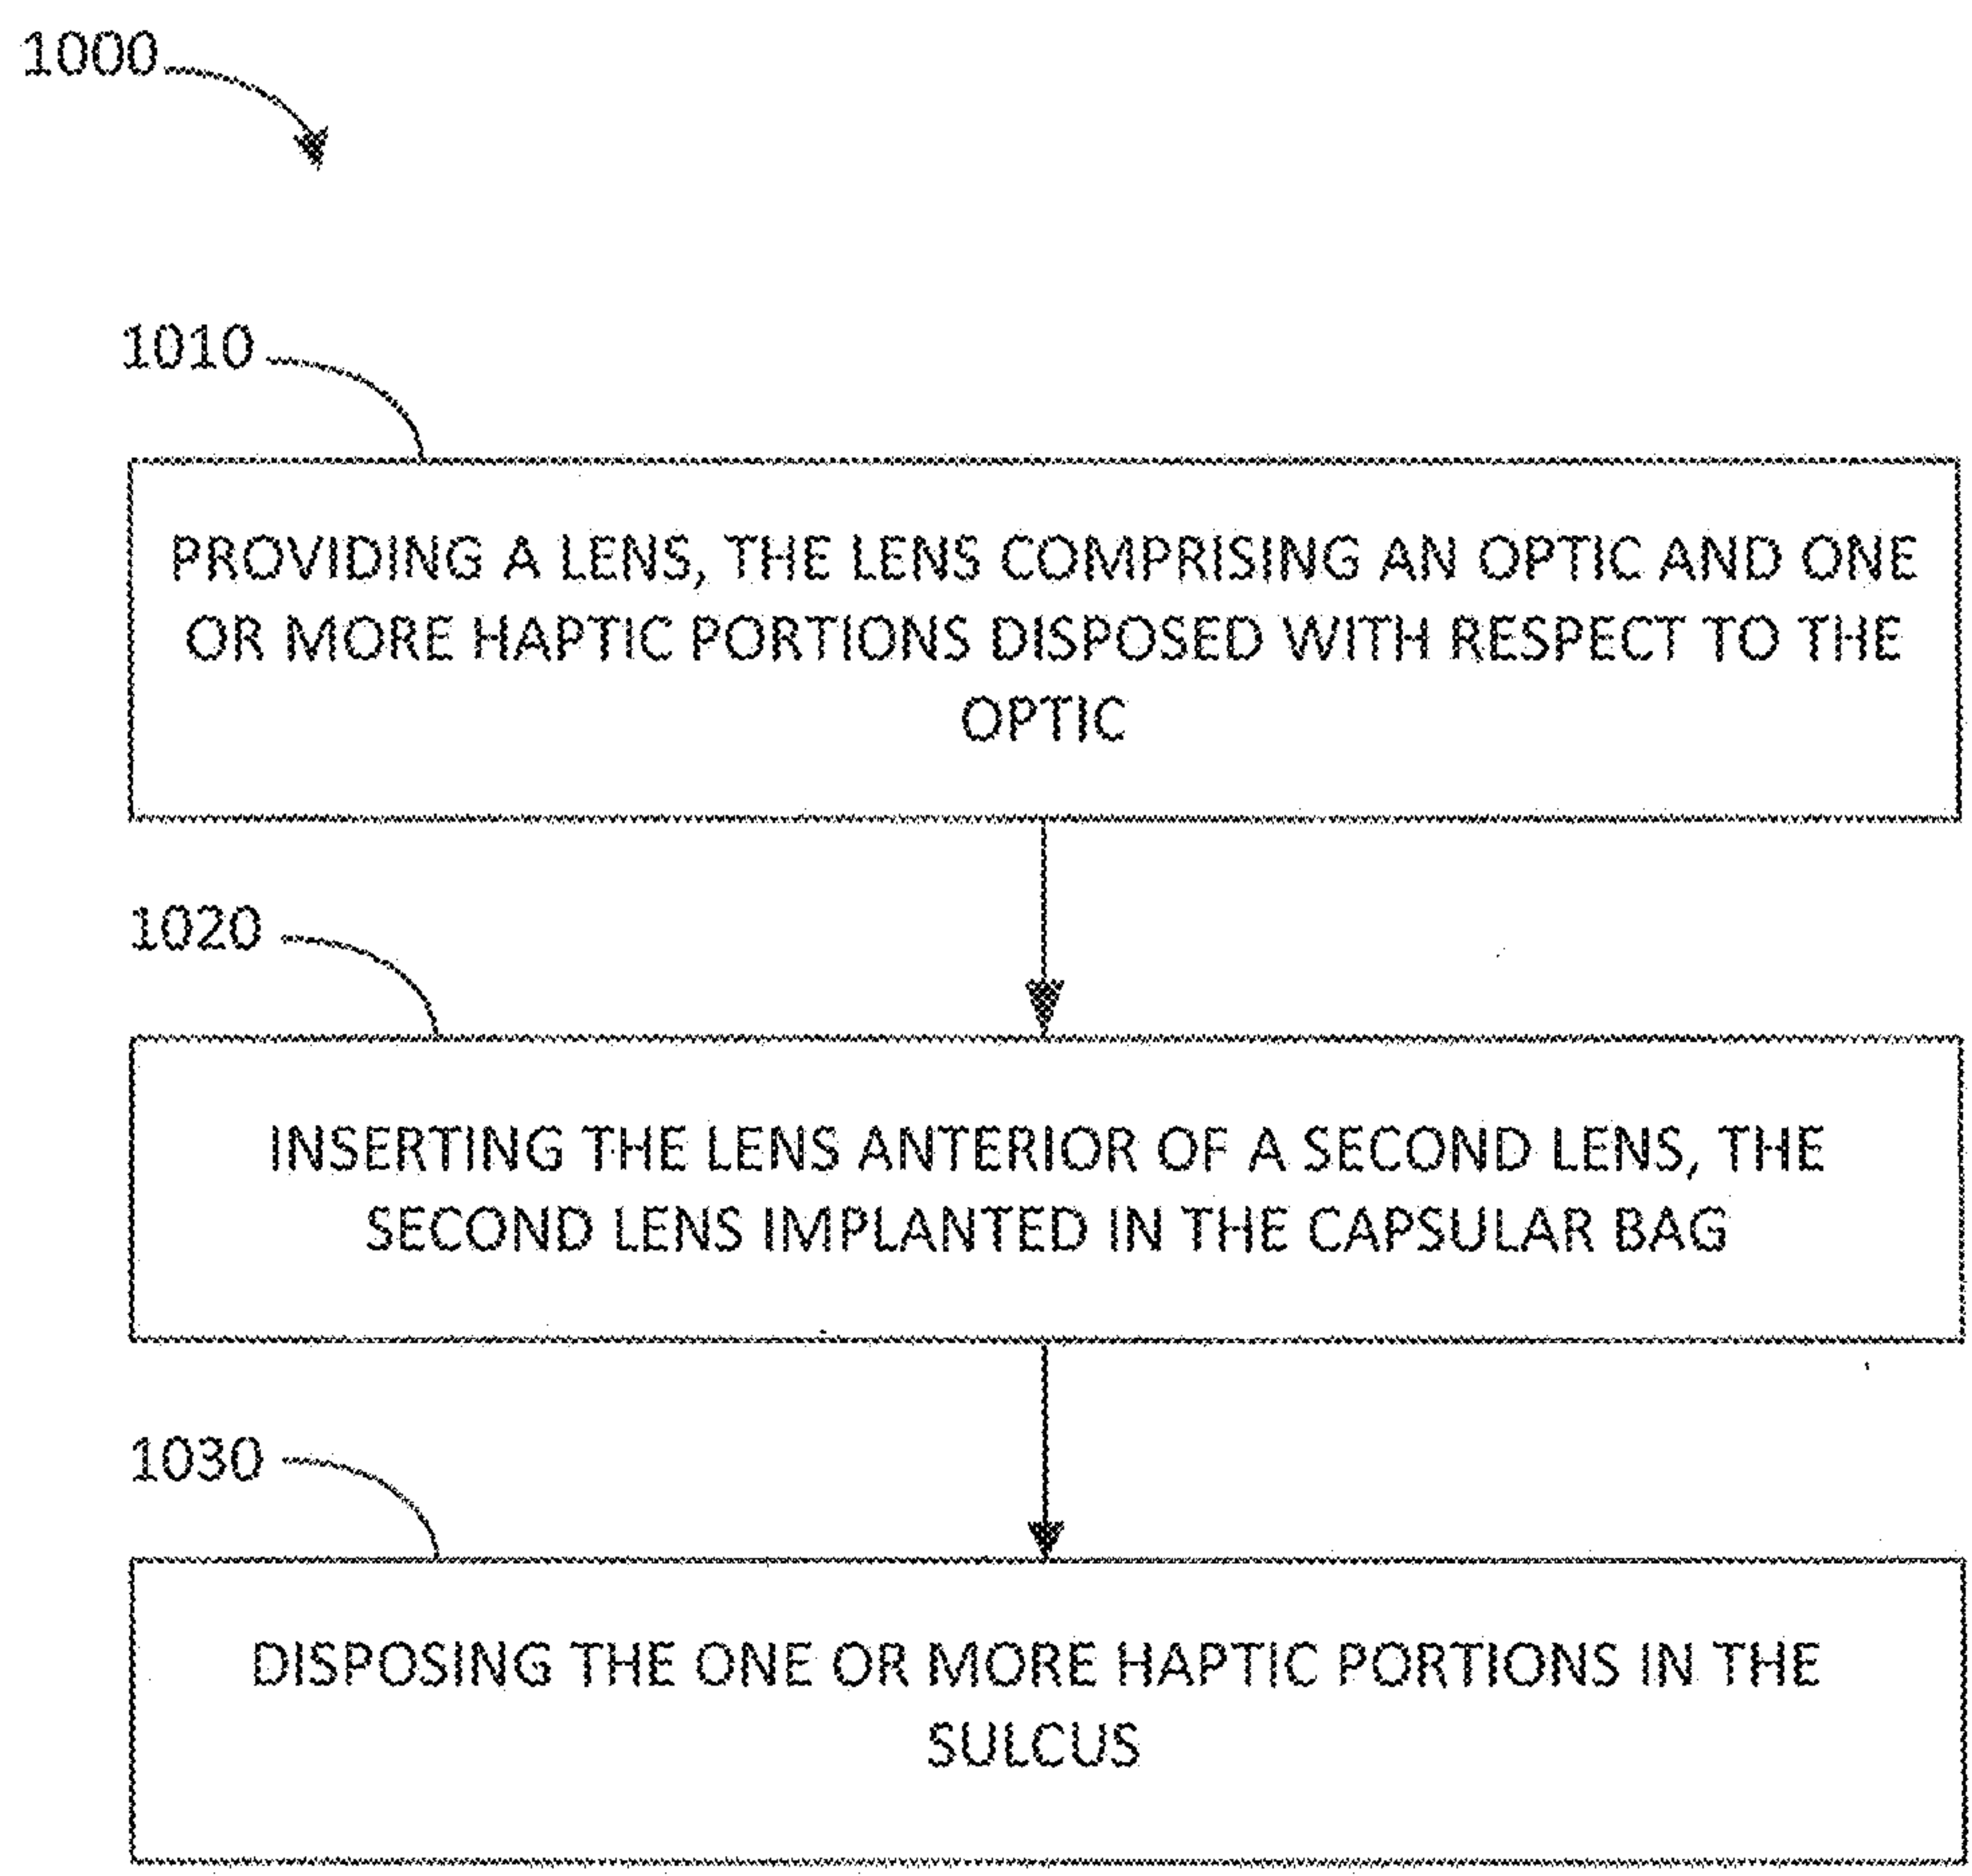 1000
1010
PROVIDING A LENS, THE LENS COMPRISING AN OPTIC AND ONE
OR MORE HAPTIC PORTIONS DISPOSED WITH RESPECT TO THE
OPTIC
1020
INSERTING THE LENS ANTERIOR OF A SECOND LENS, THE
SECOND LENS IMPLANTED IN THE CAPSULAR BAG
1030
DISPOSING THE ONE OR MORE HAPTIC PORTIONS IN THE
SULCUS